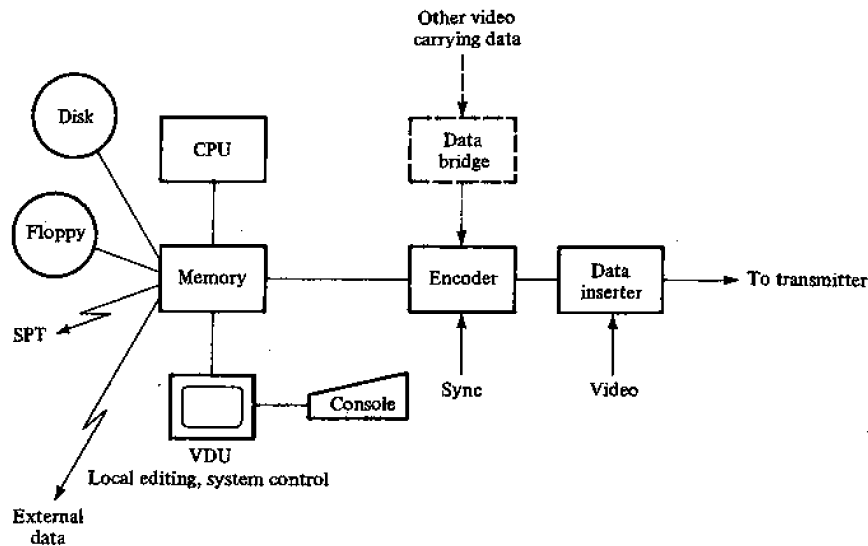 Other video
carrying data
Disk
CPU
Data
bridge
Floppy
Memory
Encoder
Data
inserter
To transmitter
SPT
Sync
Video
Console
VDU
Local editing, system control
External
data